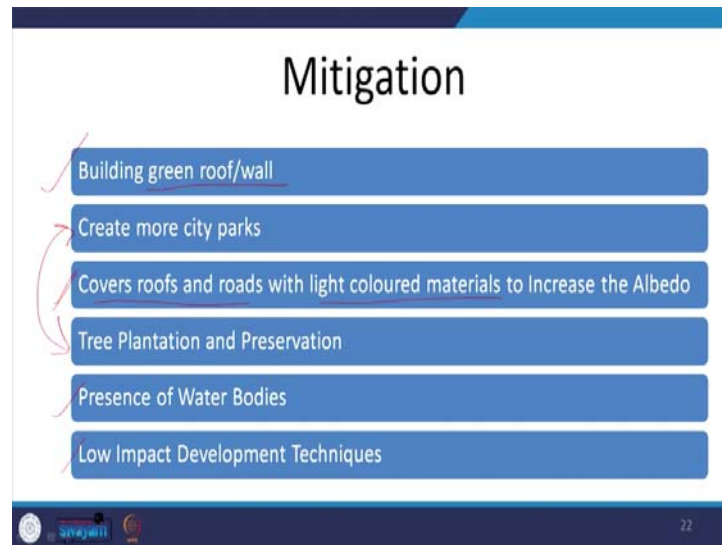 Mitigation
Building green roof/wall
Create more city parks
Covers roofs and roads with light coloured materials to Increase the Albedo
Tree Plantation and Preservation
Presence of Water Bodies
Low Impact Development Techniques
swayam
22